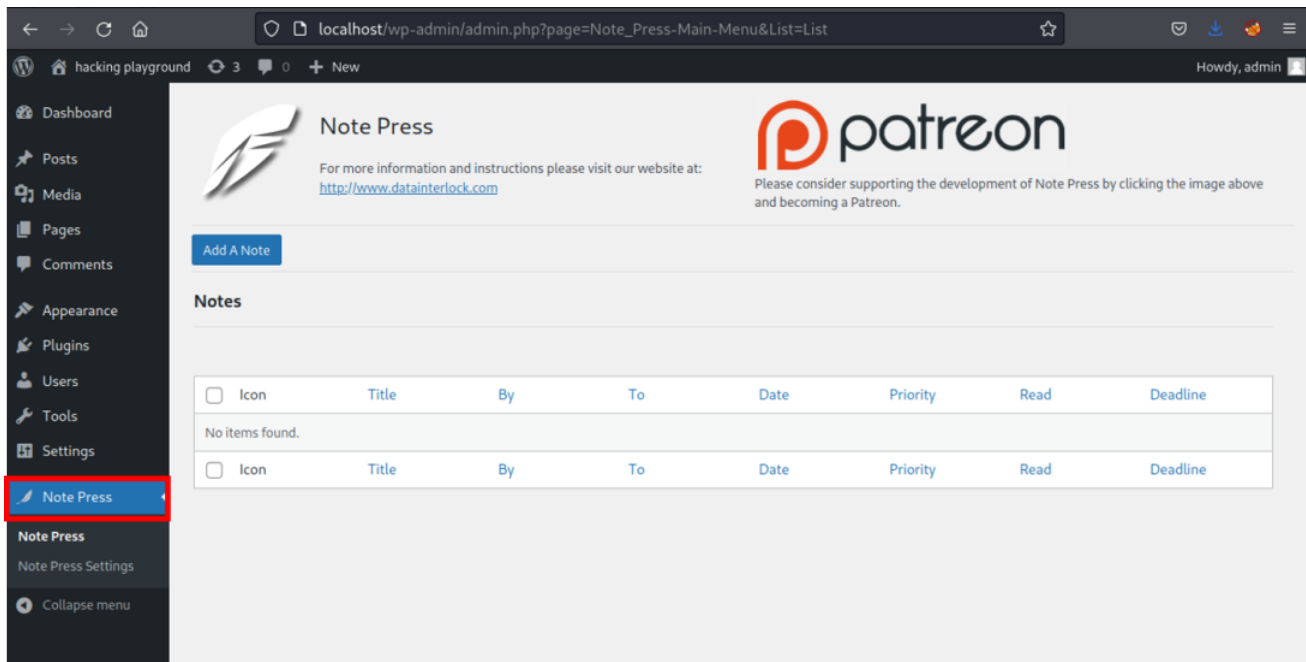 localhost/wp-admin/admin.php?page=Note_Press-Main-Menu&List=List
hacking playground 3 0 + New Howdy, admin
Dashboard
Posts
Media
Pages
Comments
Appearance
Plugins
Users
Tools
Settings
Note Press
Note Press
Note Press Settings
Collapse menu
Note Press
For more information and instructions please visit our website at:
http://www.datainterlock.com
patreon
Please consider supporting the development of Note Press by clicking the image above
and becoming a Patreon.
Add A Note
Notes
Icon Title By To Date Priority Read Deadline
No items found.
Icon Title By To Date Priority Read Deadline